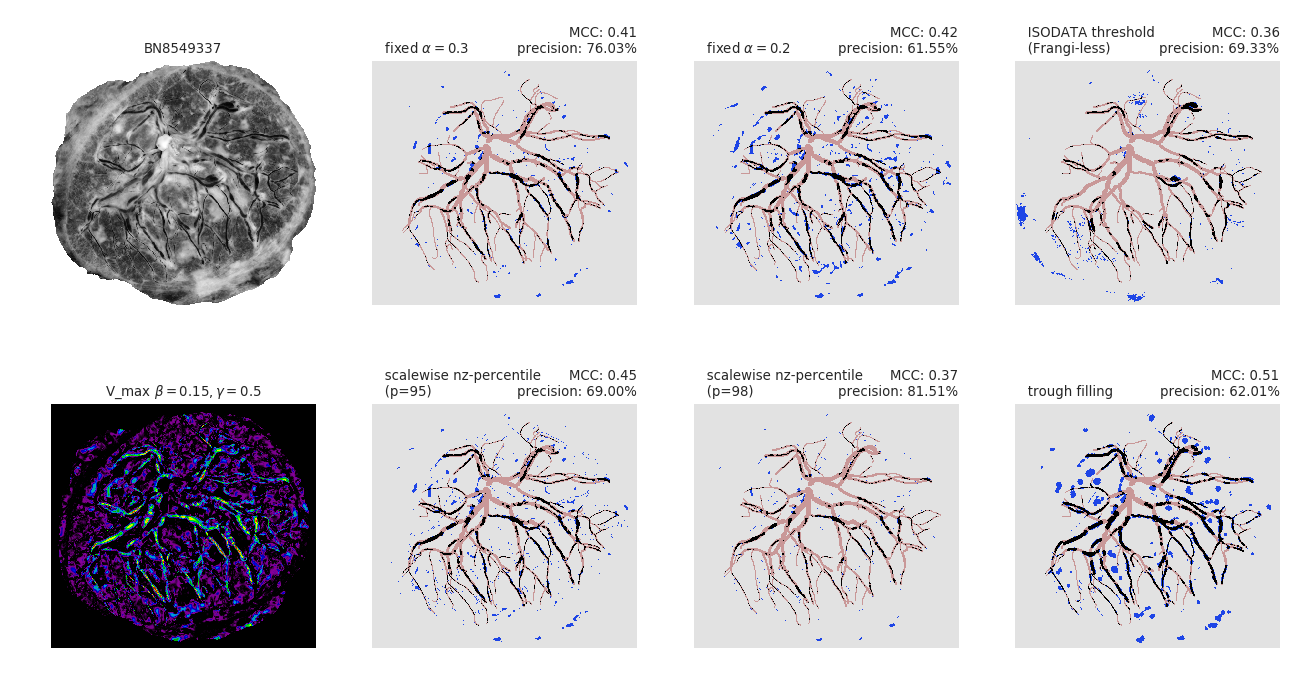 BN8549337
MCC: 0.41
fixed α = 0.3 precision: 76.03%
MCC: 0.42
fixed α = 0.2 precision: 61.55%
ISODATA threshold MCC: 0.36
(Frangi-less) precision: 69.33%
V_max β = 0.15, γ = 0.5
scalewise nz-percentile MCC: 0.45
(p=95) precision: 69.00%
scalewise nz-percentile MCC: 0.37
(p=98) precision: 81.51%
MCC: 0.51
trough filling precision: 62.01%